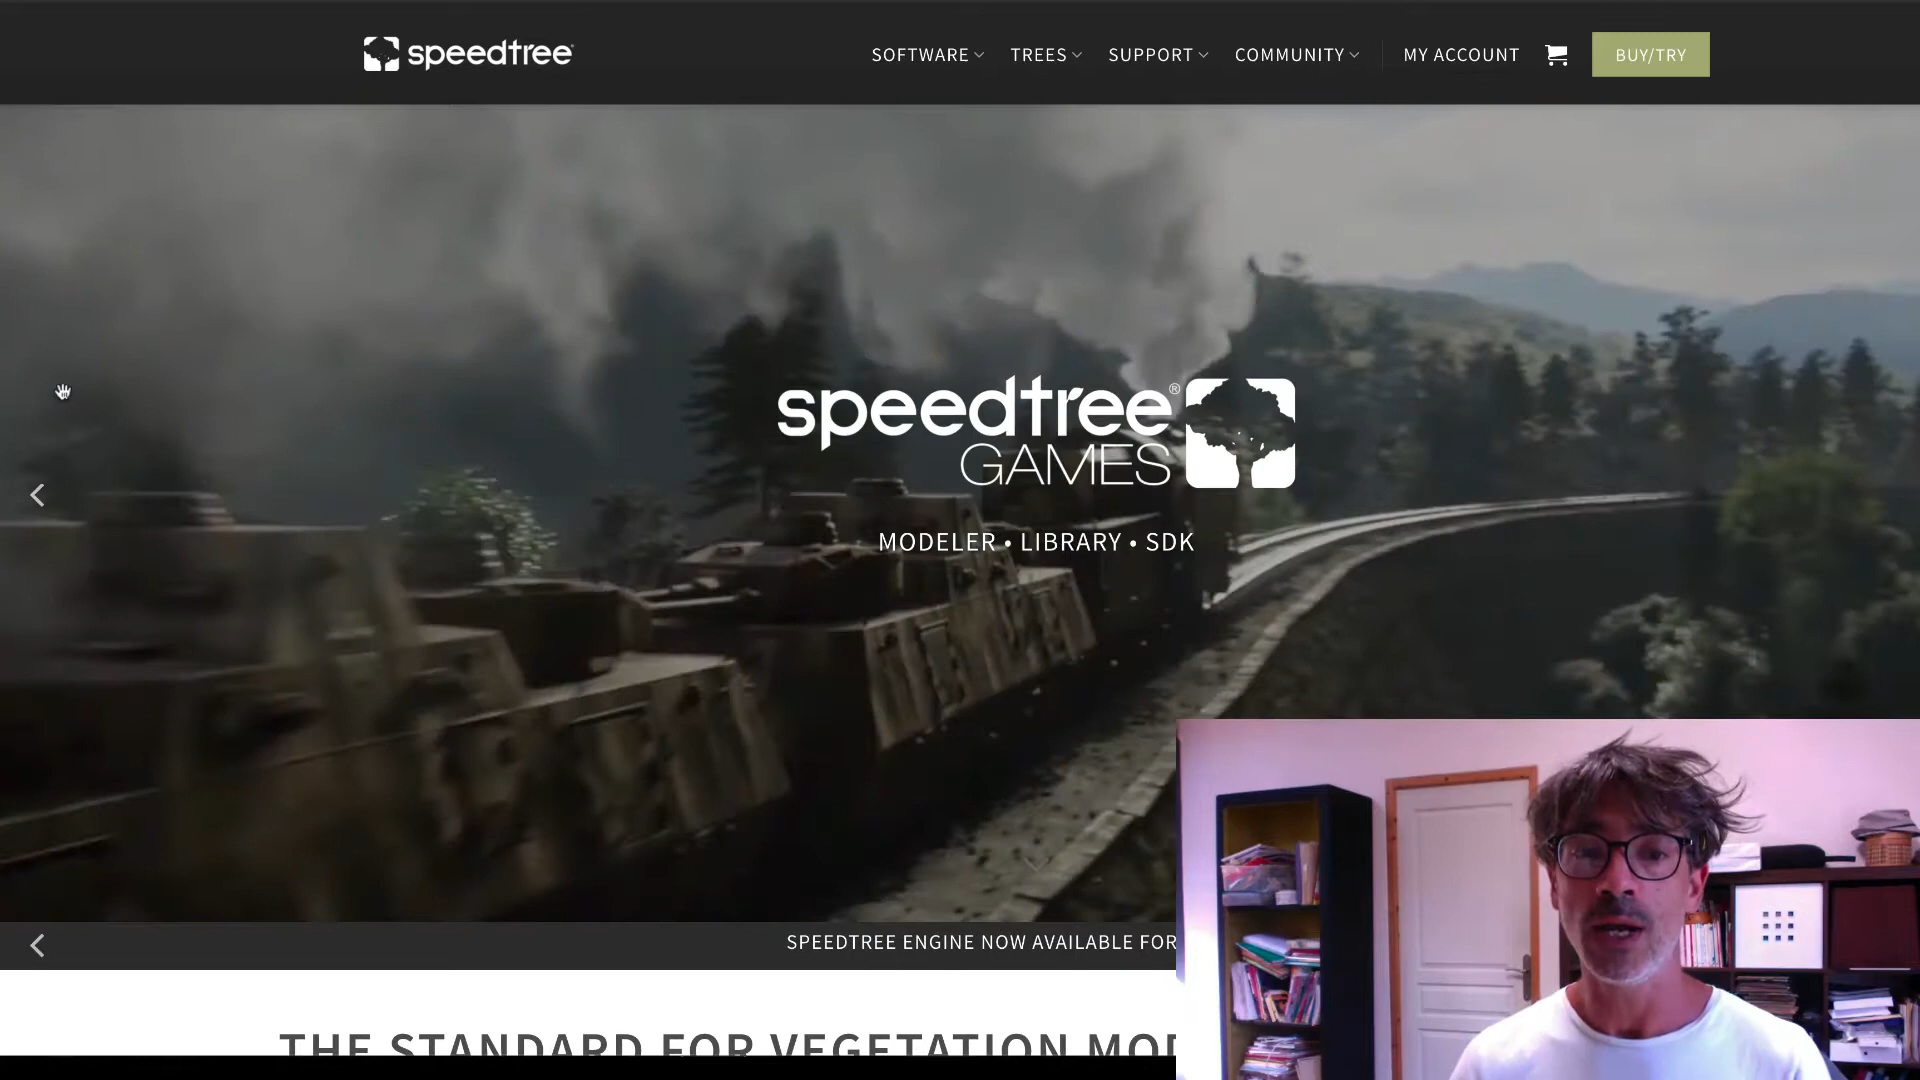 speedtree
SOFTWARE TREES SUPPORT COMMUNITY MY ACCOUNT BUY/TRY
speedtree®
GAMES
MODELER • LIBRARY • SDK
SPEEDTREE ENGINE NOW AVAILABLE FOR
THE STANDARD FOR VEGETATION